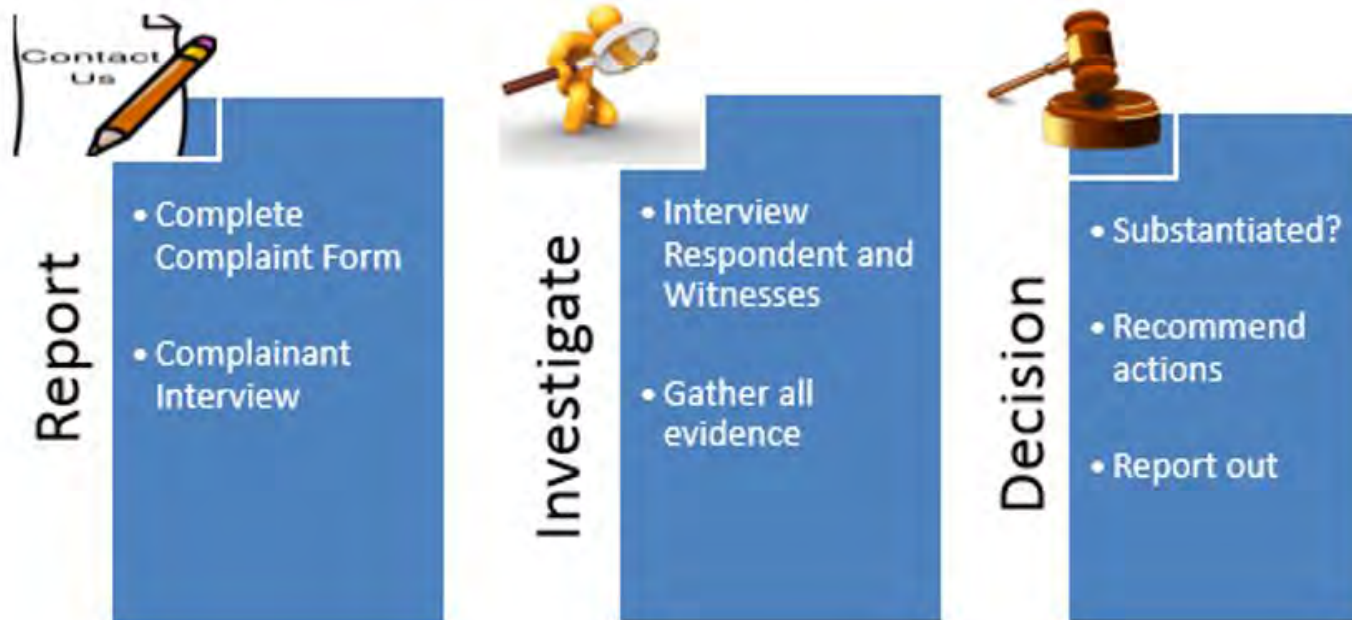 Contact
Us
Report
• Complete
Complaint Form
• Complainant
Interview
Investigate
• Interview
Respondent and
Witnesses
• Gather all
evidence
Decision
• Substantiated?
• Recommend
actions
• Report out